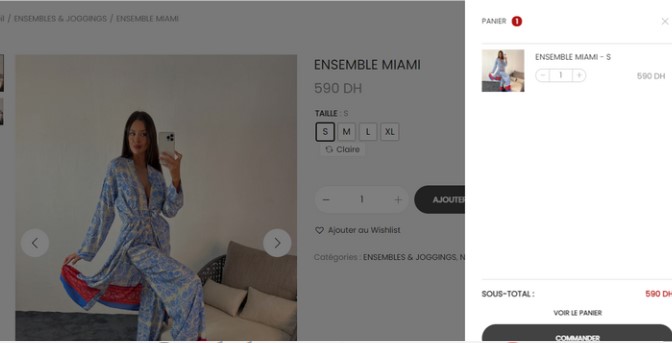 / ENSEMBLES & JOGGINGS / ENSEMBLE MIAMI
ENSEMBLE MIAMI
590 DH
TAILLE : S
S M L XL
Claire
− 1 +
AJOUTER
Ajouter au Wishlist
Catégories : ENSEMBLES & JOGGINGS, N
PANIER 1
ENSEMBLE MIAMI - S
− 1 +
590 DH
SOUS-TOTAL :
590 DH
VOIR LE PANIER
COMMANDER